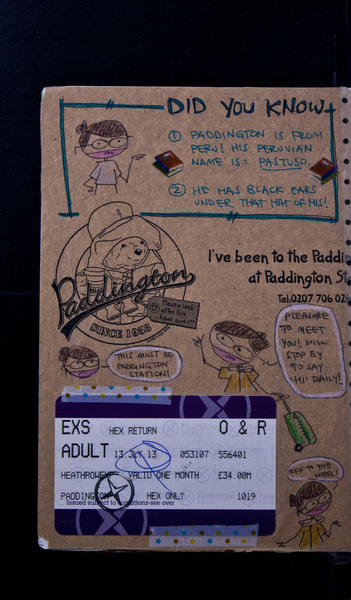 DID YOU KNOW
① PADDINGTON IS FROM
PERU! HIS PERUVIAN
NAME IS: PASTUSO.
② HE HAS BLACK EARS
UNDER THAT HAT OF HIS!
I've been to the Paddin
at Paddington St
Tel.0207 706 02
Paddington
Please look
after this
bear
SINCE 1958
PLEASURE
TO MEET
YOU! WILL
STOP BY
TO SAY
HI DAILY!
THIS MUST BE
PADDINGTON
STATION!
EXS HEX RETURN O & R
ADULT 13 JLY 13 053107 556401
HEATHROWEX VALID ONE MONTH £34.00M
PADDINGTON HEX ONLY 1019
Issued subject to conditions-see over
OFF TO THE
HOTEL!